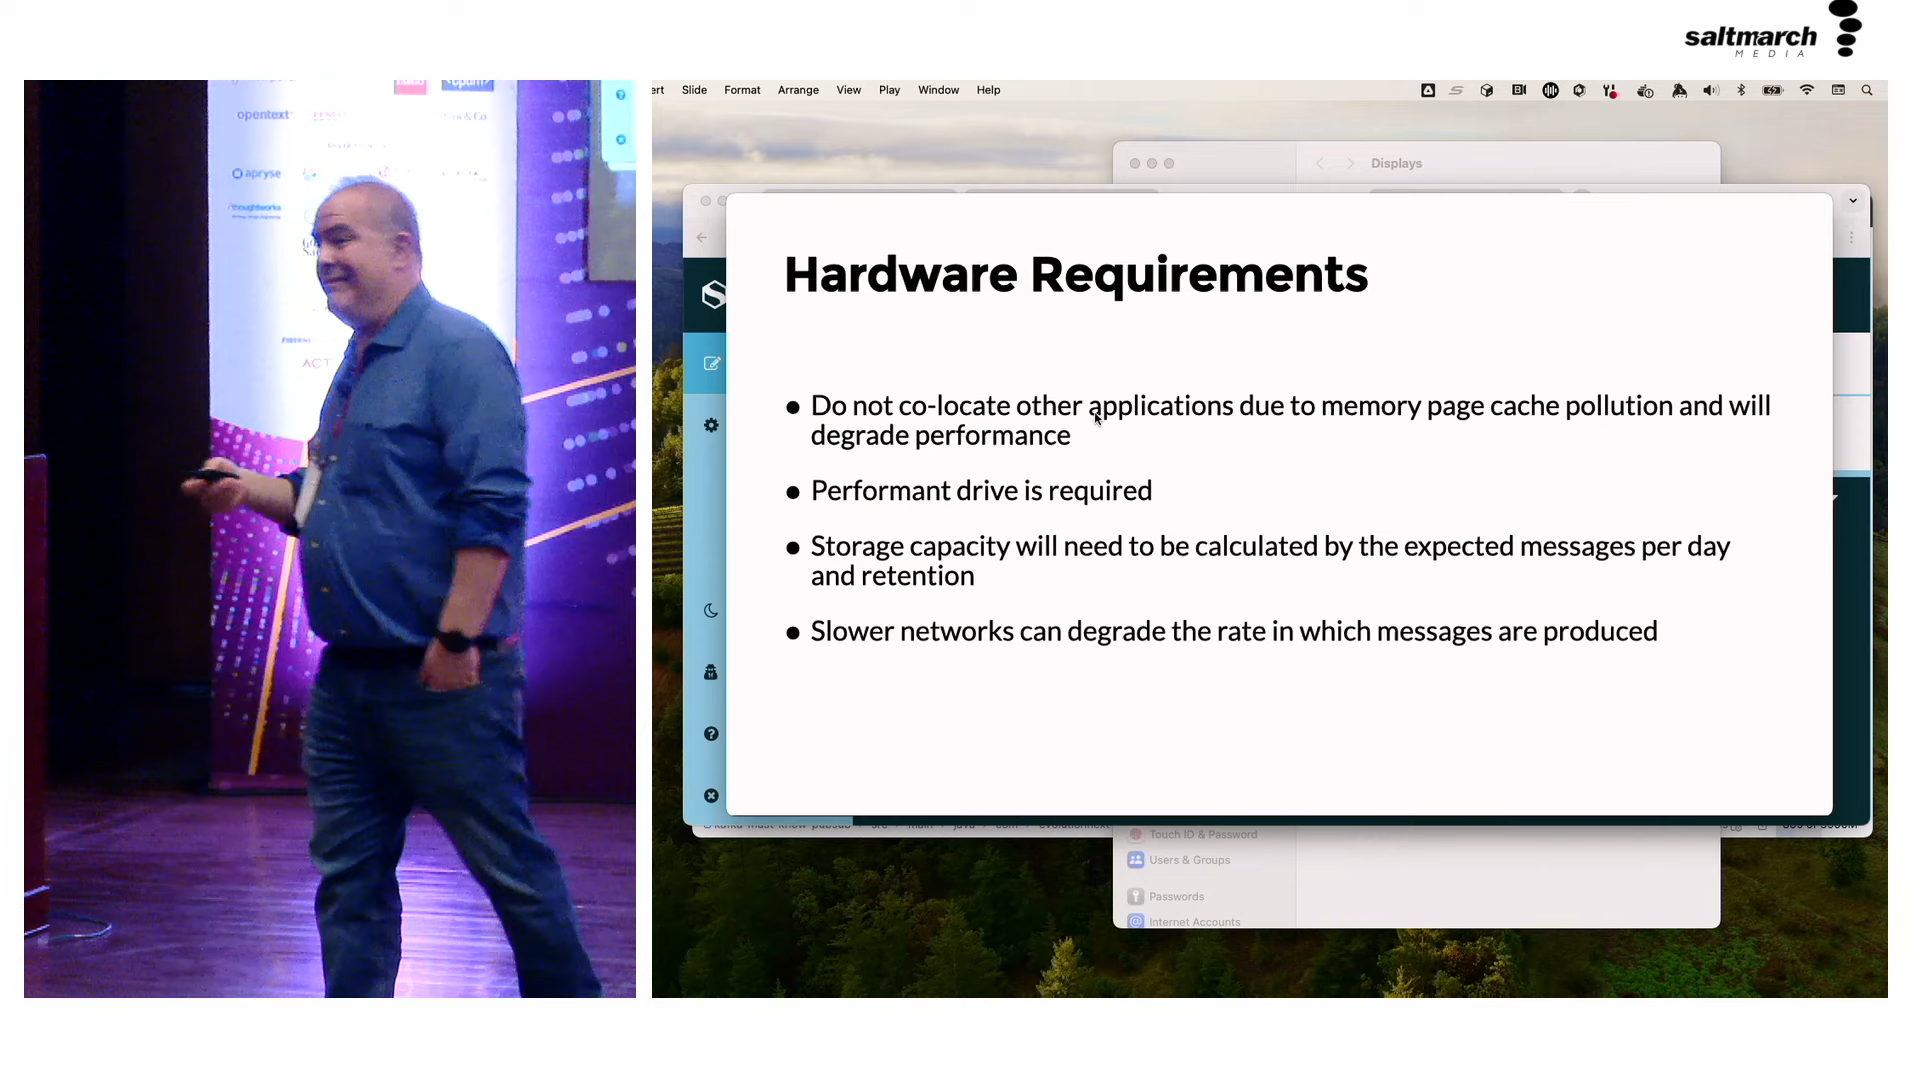 saltmarch
MEDIA
opentext
apryse
thoughtworks
ACT
Slide Format Arrange View Play Window Help
Displays
Hardware Requirements
● Do not co-locate other applications due to memory page cache pollution and will
degrade performance
● Performant drive is required
● Storage capacity will need to be calculated by the expected messages per day
and retention
● Slower networks can degrade the rate in which messages are produced
Touch ID & Password
Users & Groups
Passwords
Internet Accounts